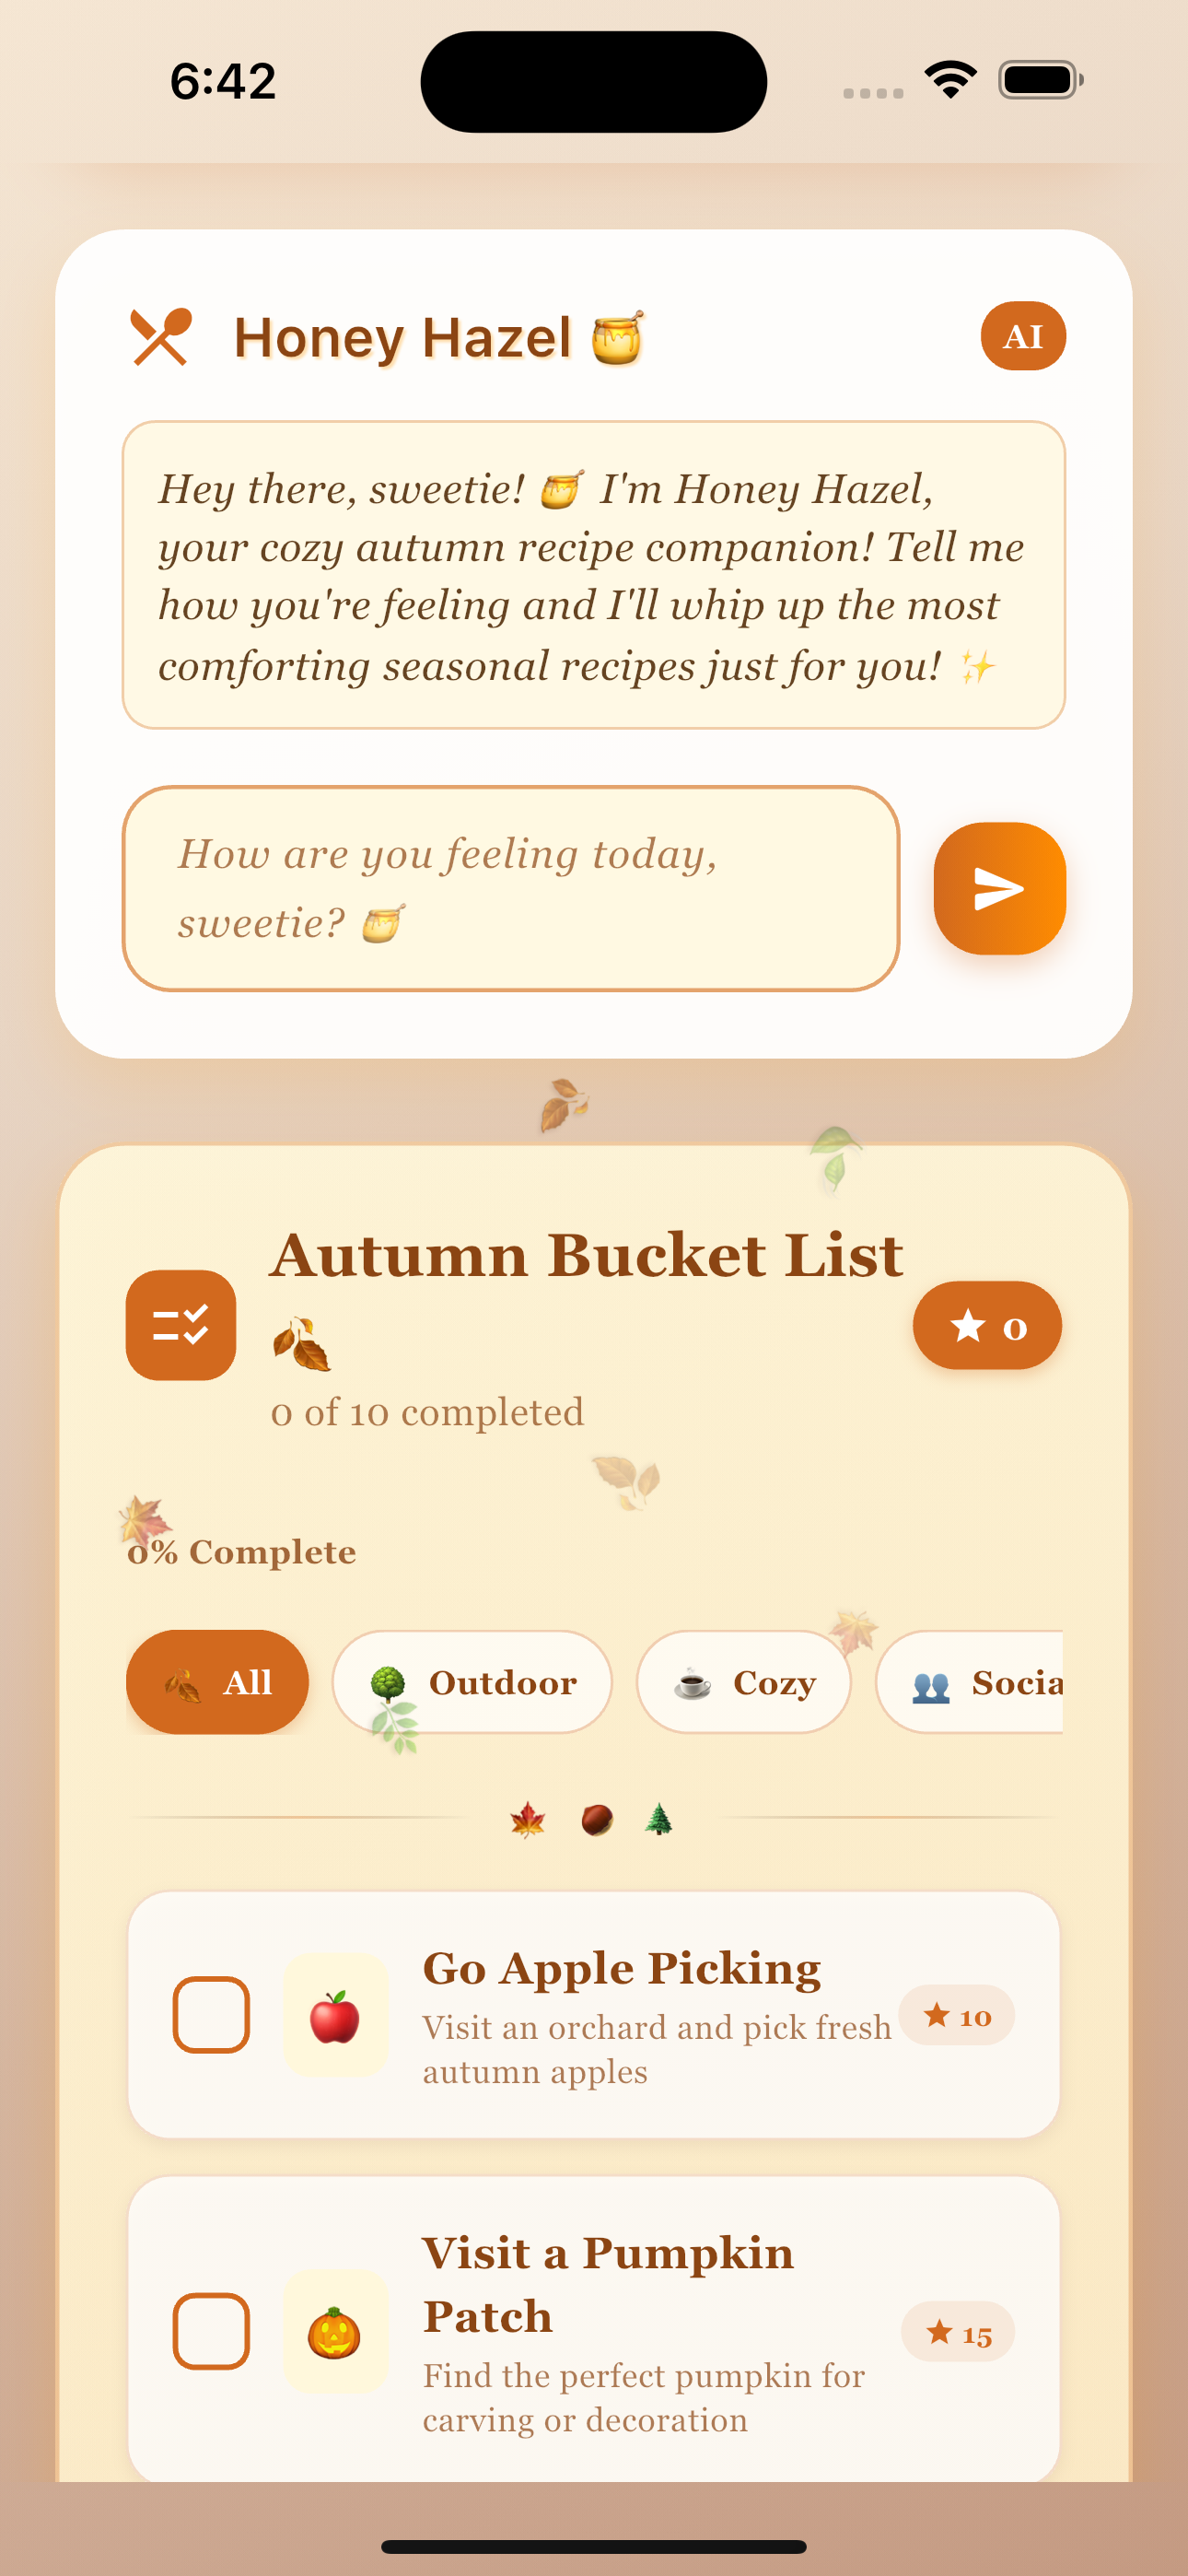 6:42
Honey Hazel 🍯
AI
Hey there, sweetie! 🍯 I'm Honey Hazel,
your cozy autumn recipe companion! Tell me
how you're feeling and I'll whip up the most
comforting seasonal recipes just for you! ✨
How are you feeling today,
sweetie? 🍯
Autumn Bucket List
🍂
0
0 of 10 completed
0% Complete
🍂 All
🌳 Outdoor
☕ Cozy
👥 Socia
Go Apple Picking
Visit an orchard and pick fresh
autumn apples
10
Visit a Pumpkin
Patch
Find the perfect pumpkin for
carving or decoration
15